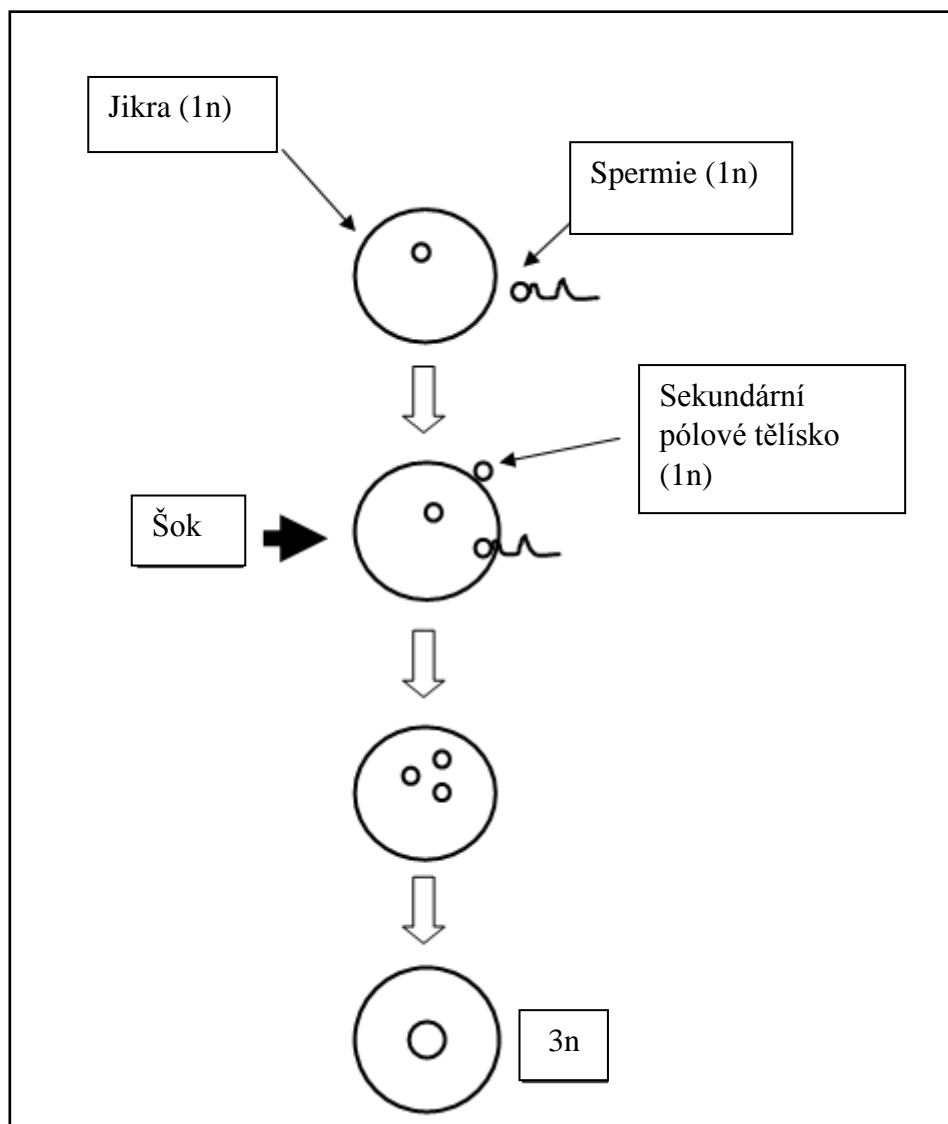 Jikra (1n)
Spermie (1n)
Sekundární
pólové tělísko
(1n)
Šok
3n